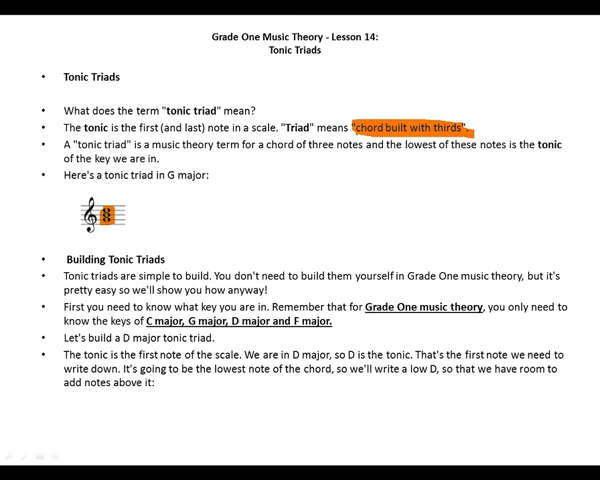 Grade One Music Theory - Lesson 14:
Tonic Triads
• Tonic Triads
• What does the term "tonic triad" mean?
• The tonic is the first (and last) note in a scale. "Triad" means "chord built with thirds".
• A "tonic triad" is a music theory term for a chord of three notes and the lowest of these notes is the tonic
of the key we are in.
• Here's a tonic triad in G major:
• Building Tonic Triads
• Tonic triads are simple to build. You don't need to build them yourself in Grade One music theory, but it's
pretty easy so we'll show you how anyway!
• First you need to know what key you are in. Remember that for Grade One music theory, you only need to
know the keys of C major, G major, D major and F major.
• Let's build a D major tonic triad.
• The tonic is the first note of the scale. We are in D major, so D is the tonic. That's the first note we need to
write down. It's going to be the lowest note of the chord, so we'll write a low D, so that we have room to
add notes above it: